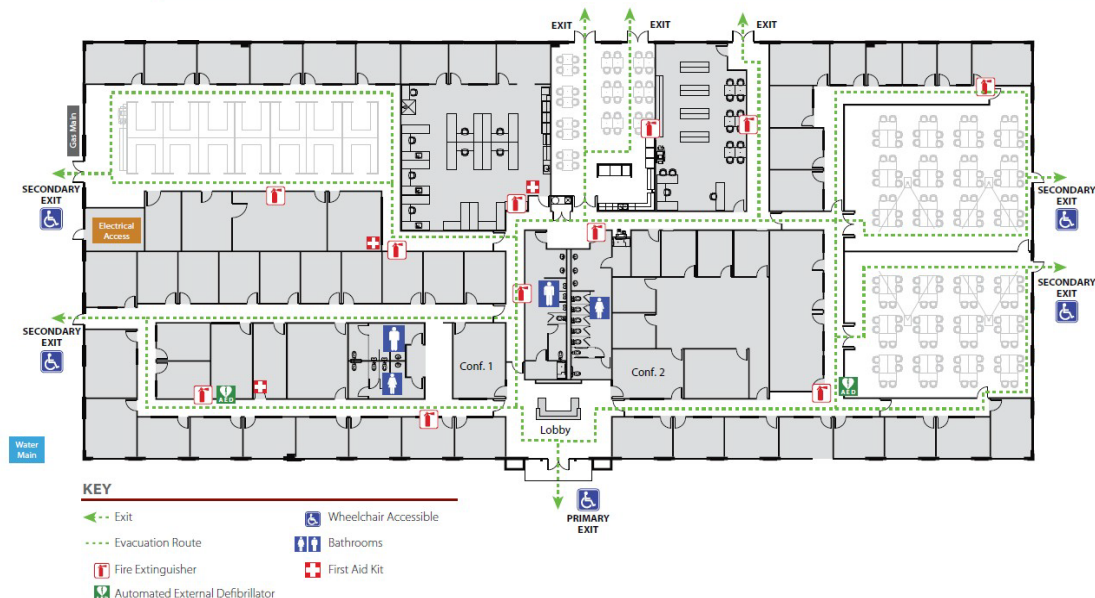 EXIT
EXIT
EXIT
Gas Main
SECONDARY
EXIT
Electrical
Access
SECONDARY
EXIT
SECONDARY
EXIT
SECONDARY
EXIT
Conf. 1
Conf. 2
AED
AED
Lobby
Water
Main
PRIMARY
EXIT
KEY
Exit
Wheelchair Accessible
Evacuation Route
Bathrooms
Fire Extinguisher
First Aid Kit
Automated External Defibrillator